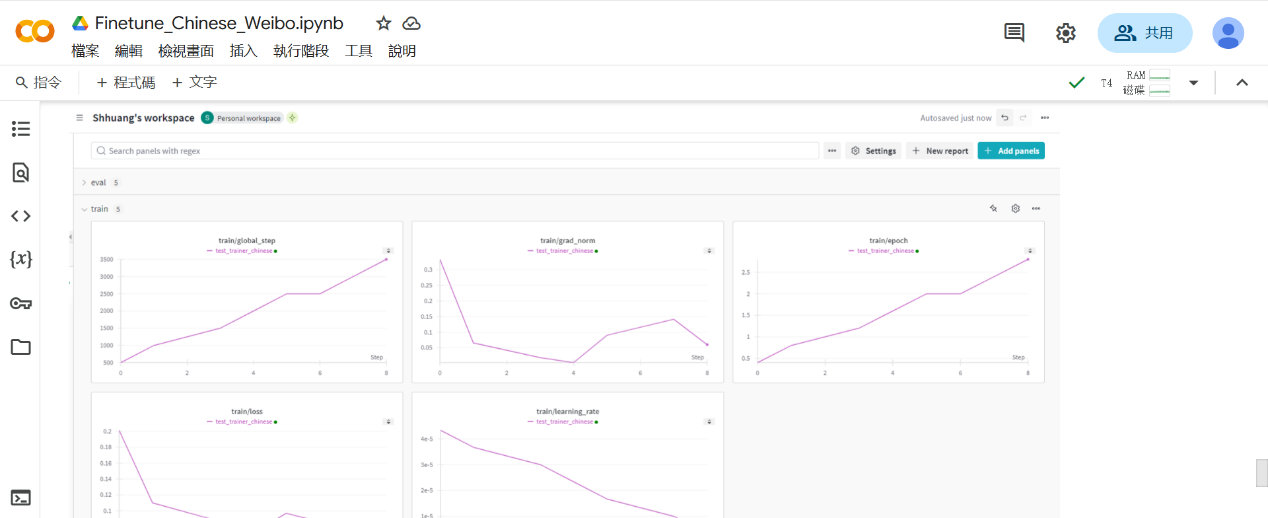 Finetune_Chinese_Weibo.ipynb
檔案 編輯 檢視畫面 插入 執行階段 工具 說明
共用
指令 + 程式碼 + 文字
T4 RAM
磁碟
Shhuang's workspace S Personal workspace
Autosaved just now
Search panels with regex
Settings + New report + Add panels
eval 5
train 5
train/global_step
test_trainer_chinese
3500
3000
2500
2000
1500
1000
500
Step
0 2 4 6 8
train/grad_norm
test_trainer_chinese
0.3
0.25
0.2
0.15
0.1
0.05
Step
0 2 4 6 8
train/epoch
test_trainer_chinese
2.5
2
1.5
1
0.5
Step
0 2 4 6 8
train/loss
test_trainer_chinese
0.2
0.18
0.16
0.14
0.12
0.1
train/learning_rate
test_trainer_chinese
4e-5
3e-5
2e-5
1e-5